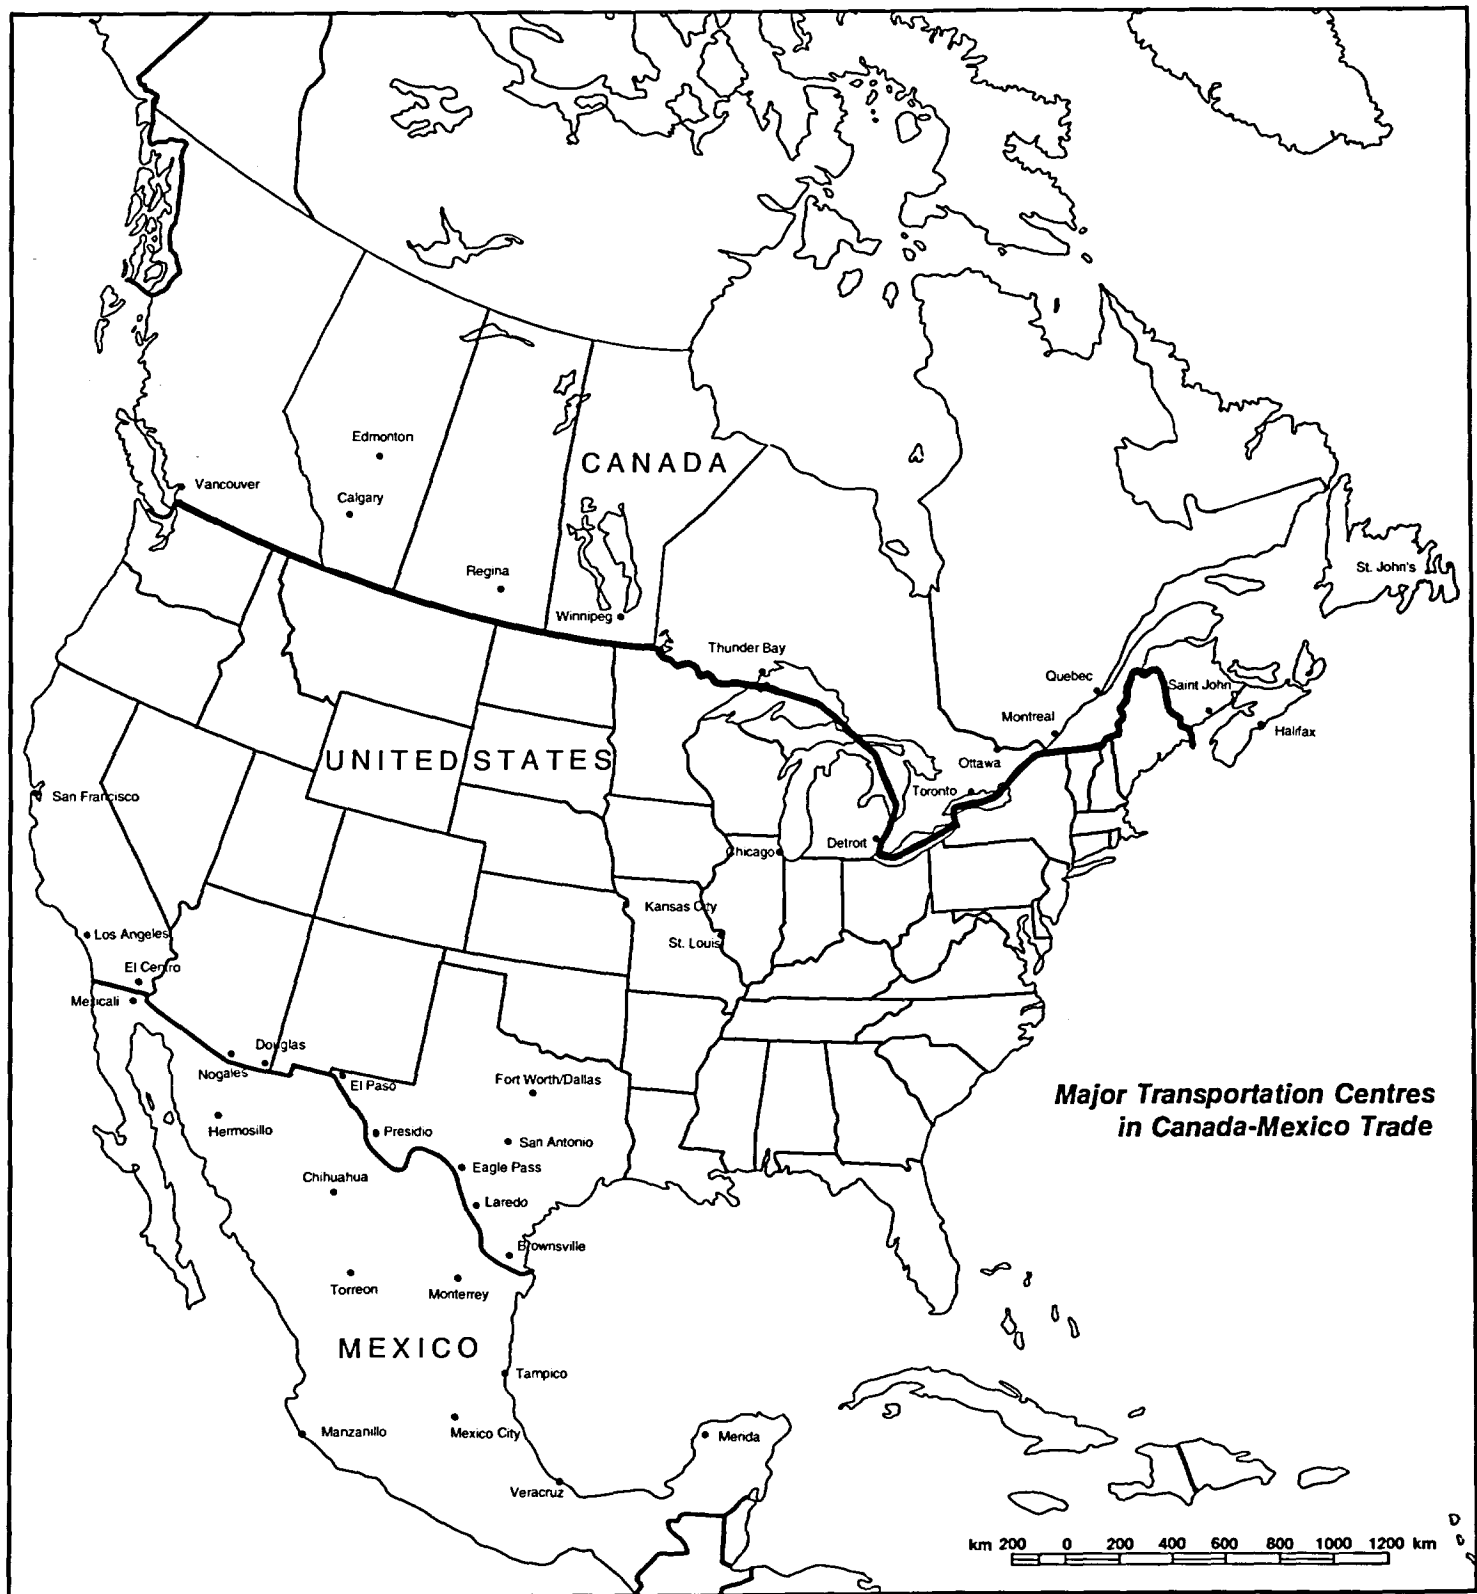 Edmonton
CANADA
Vancouver
Calgary
Regina
Winnipeg
St. John's
Thunder Bay
Quebec
Saint John
Montreal
Halifax
UNITED STATES
Ottawa
San Francisco
Toronto
Detroit
Chicago
Kansas City
Los Angeles
St. Louis
El Centro
Mexicali
Douglas
Nogales
El Paso
Fort Worth/Dallas
Major Transportation Centres
in Canada-Mexico Trade
Hermosillo
Presidio
San Antonio
Eagle Pass
Chihuahua
Laredo
Brownsville
Torreon
Monterrey
MEXICO
Tampico
Manzanillo
Mexico City
Merida
Veracruz
km 200 0 200 400 600 800 1000 1200 km